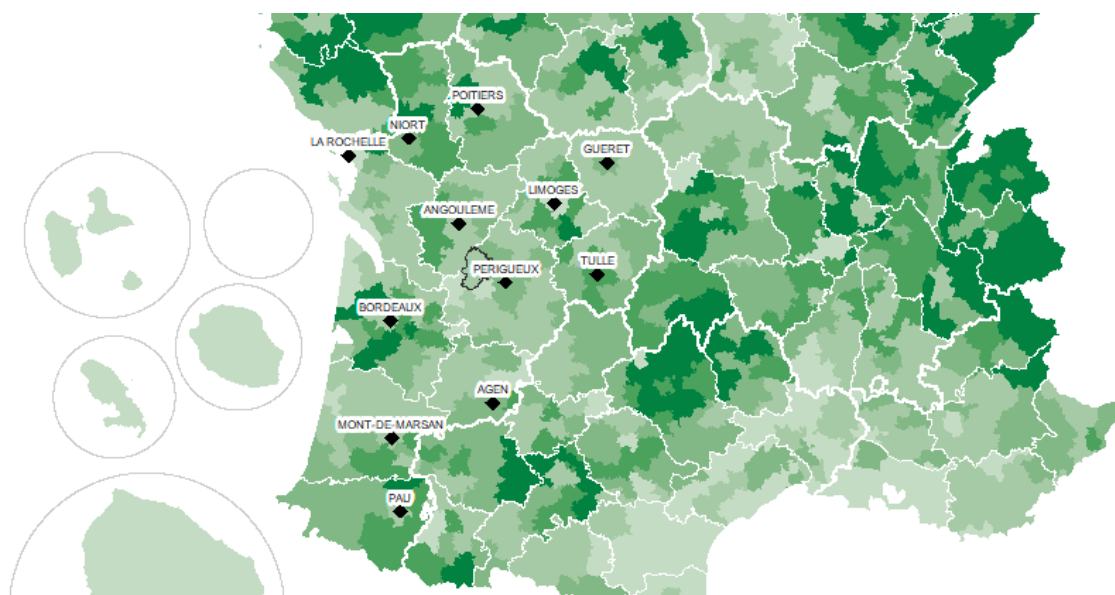 POITIERS
NIORT
LA ROCHELLE
GUERET
LIMOGES
ANGOULEME
TULLE
PERIGUEUX
BORDEAUX
AGEN
MONT-DE-MARSAN
PAU